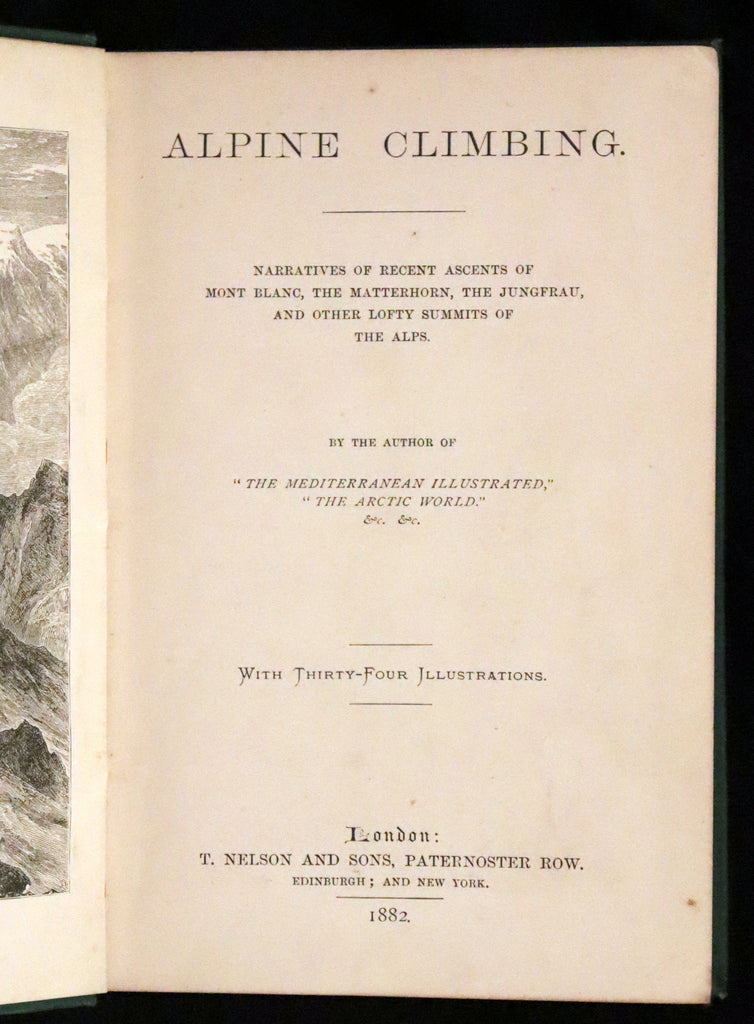 ALPINE CLIMBING.
NARRATIVES OF RECENT ASCENTS OF
MONT BLANC, THE MATTERHORN, THE JUNGFRAU,
AND OTHER LOFTY SUMMITS OF
THE ALPS.
BY THE AUTHOR OF
“THE MEDITERRANEAN ILLUSTRATED,”
“THE ARCTIC WORLD.”
&c. &c.
WITH THIRTY-FOUR ILLUSTRATIONS.
London:
T. NELSON AND SONS, PATERNOSTER ROW.
EDINBURGH; AND NEW YORK.
1882.